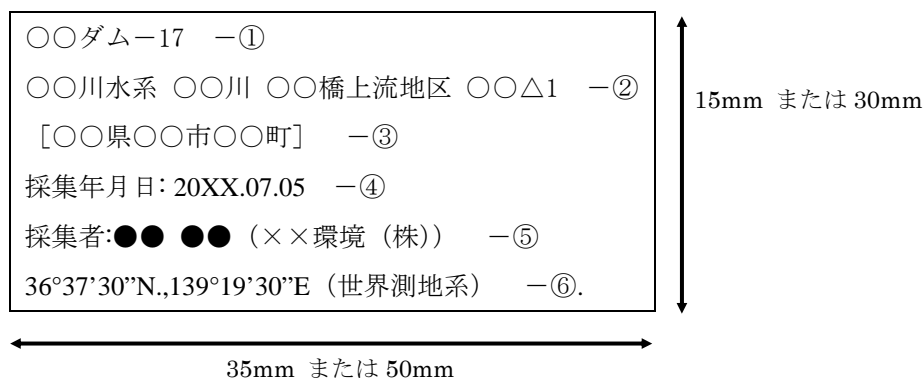 ○○ダム－17　－①
○○川水系 ○○川 ○○橋上流地区 ○○△1　－②
［○○県○○市○○町］　－③
採集年月日：20XX.07.05　－④
採集者:●● ●●（××環境（株））　－⑤
36°37’30”N.,139°19’30”E（世界測地系）　－⑥.
15mm または 30mm
35mm または 50mm